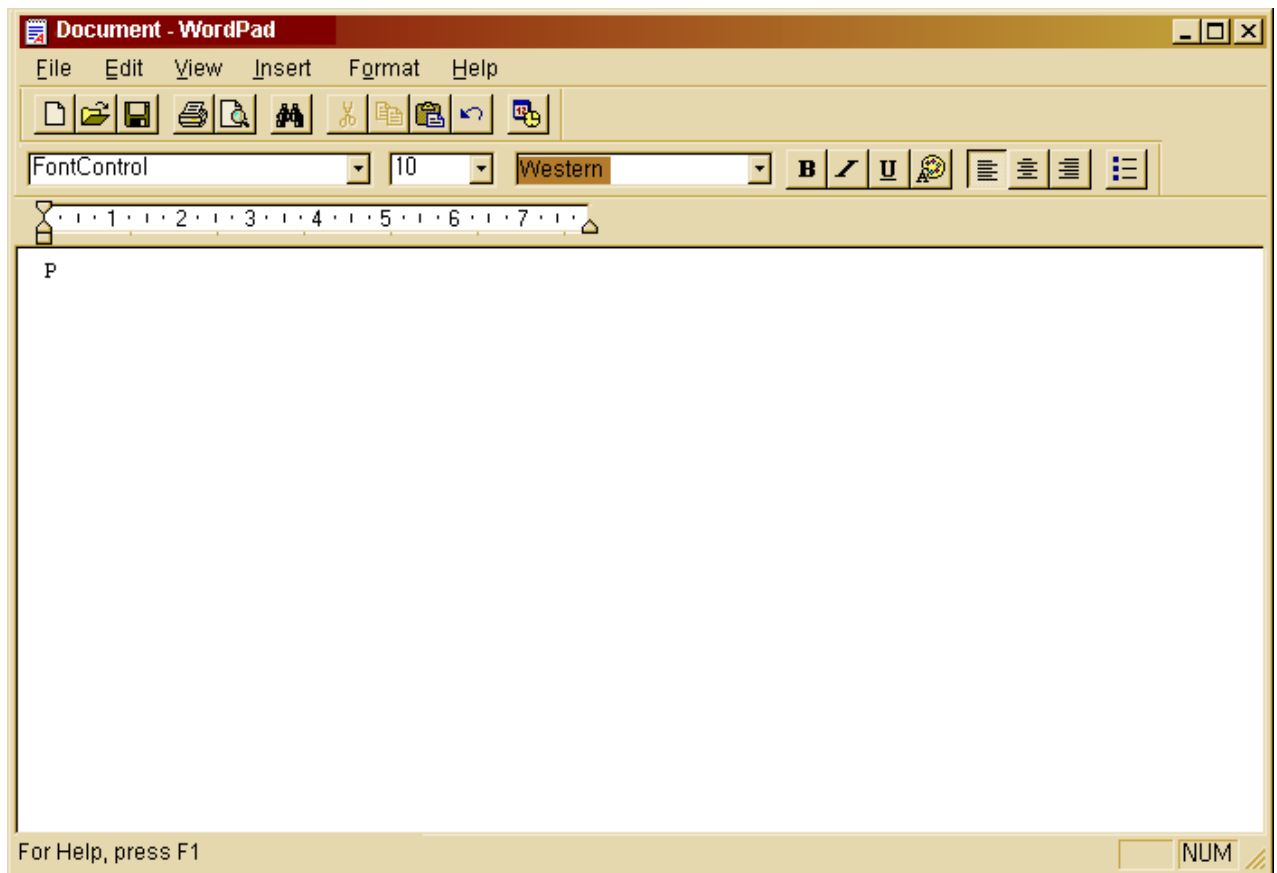 Document - WordPad
File Edit View Insert Format Help
12
FontControl 10 Western B I U A
1 2 3 4 5 6 7
P
For Help, press F1 NUM